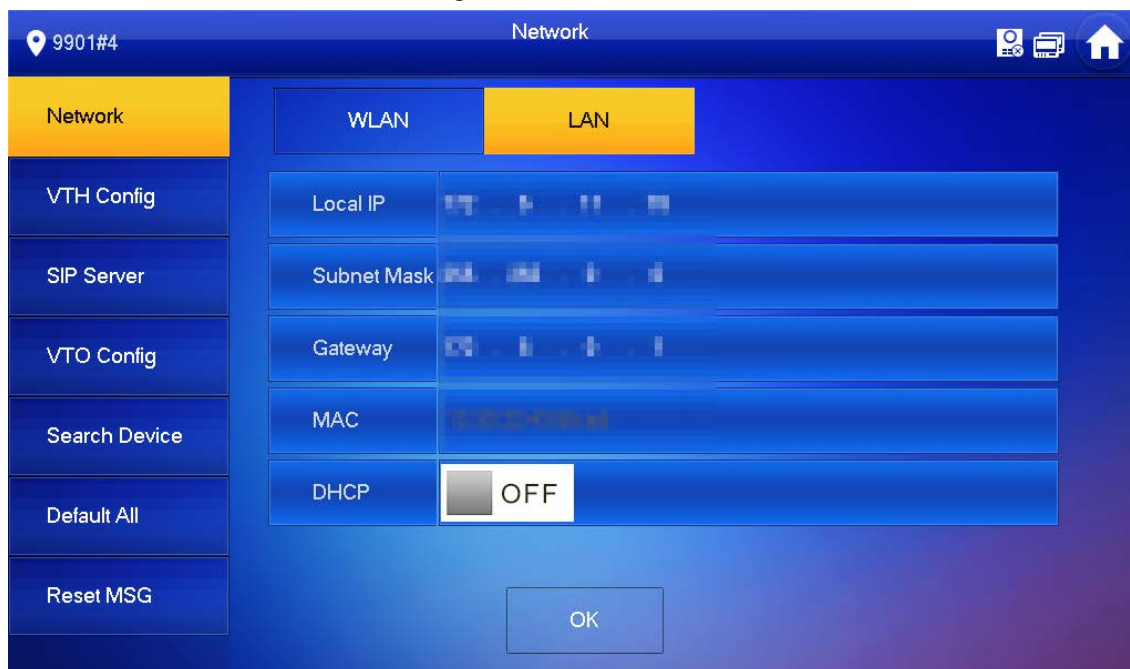 9901#4
Network
Network
WLAN
LAN
VTH Config
Local IP
SIP Server
Subnet Mask
VTO Config
Gateway
Search Device
MAC
Default All
DHCP
OFF
Reset MSG
OK